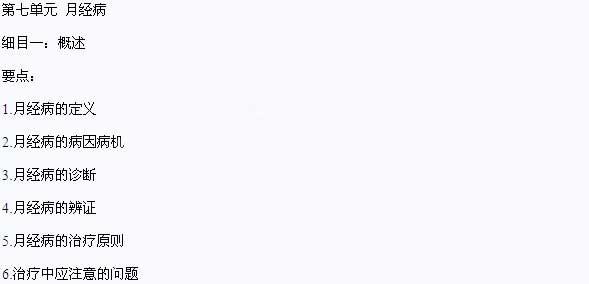 第七单元 月经病
细目一：概述
要点：
1.月经病的定义
2.月经病的病因病机
3.月经病的诊断
4.月经病的辨证
5.月经病的治疗原则
6.治疗中应注意的问题